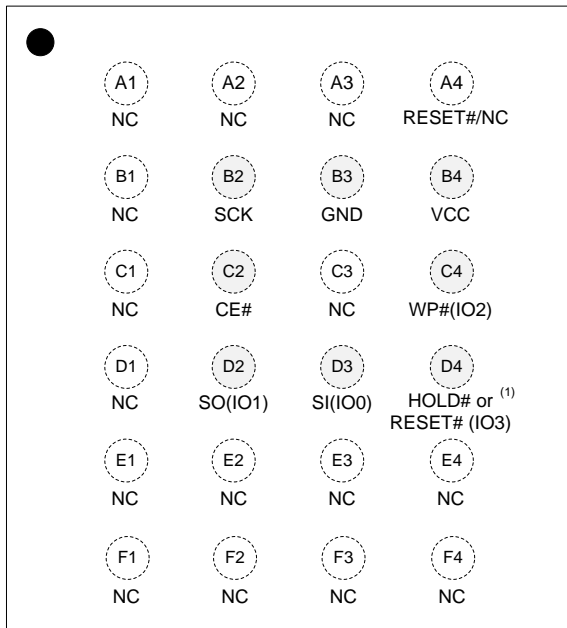 A1 A2 A3 A4
NC NC NC RESET#/NC
B1 B2 B3 B4
NC SCK GND VCC
C1 C2 C3 C4
NC CE# NC WP#(IO2)
D1 D2 D3 D4
NC SO(IO1) SI(IO0) HOLD# or (1)
RESET# (IO3)
E1 E2 E3 E4
NC NC NC NC
F1 F2 F3 F4
NC NC NC NC